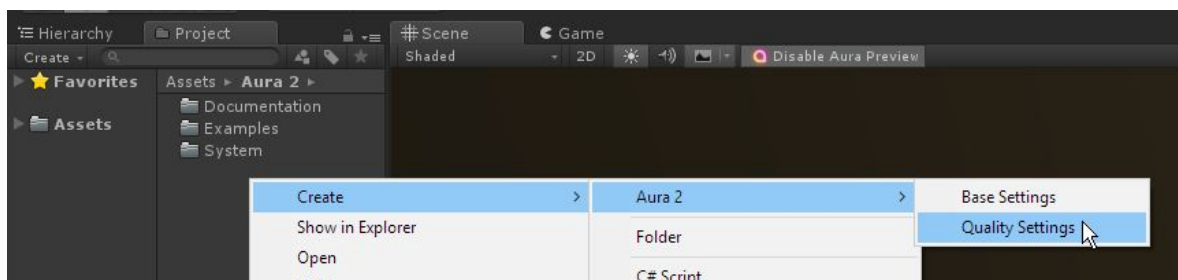 Hierarchy Project Scene Game
Create Shaded 2D Disable Aura Preview
Favorites Assets Aura 2
Documentation
Assets Examples
System
Create Aura 2 Base Settings
Show in Explorer Folder Quality Settings
Open C# Script